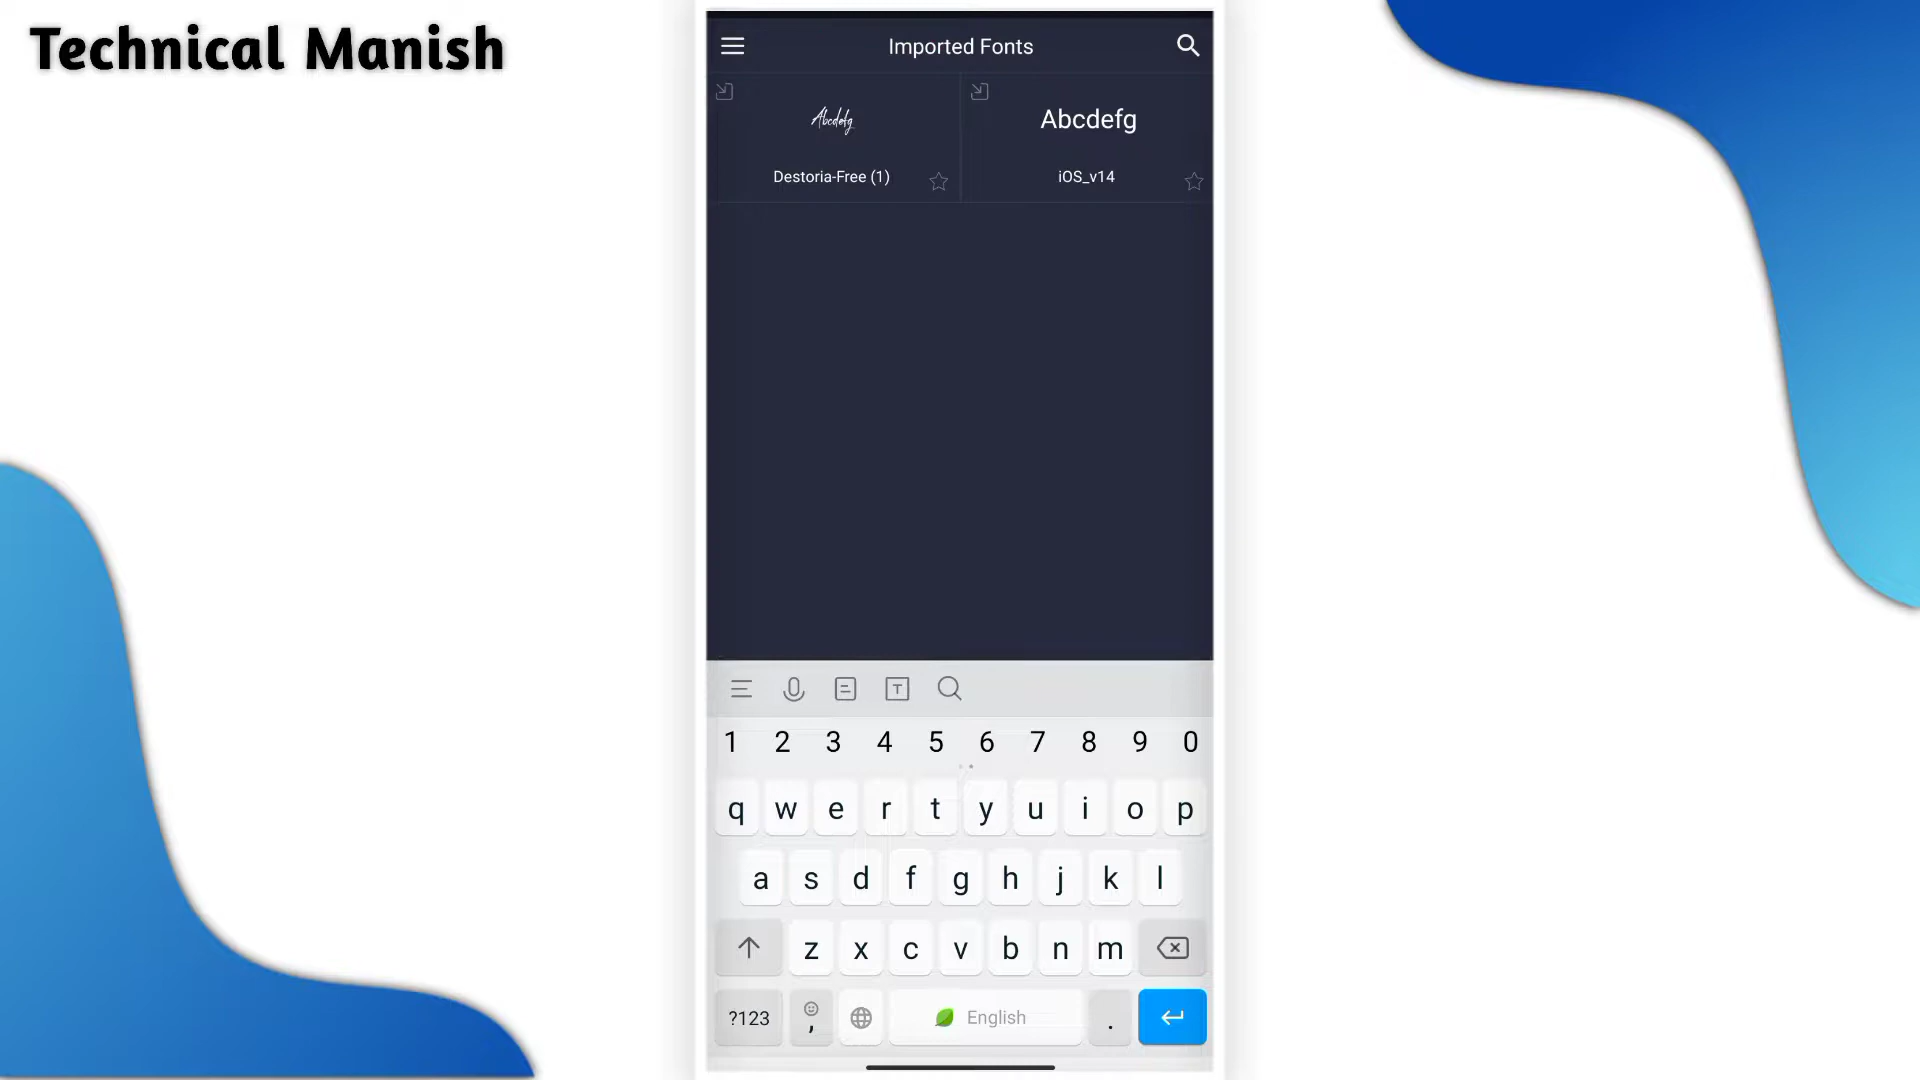 Technical Manish
Imported Fonts
Abcdefg
Abcdefg
Destoria-Free (1)
iOS_v14
T
1 2 3 4 5 6 7 8 9 0
q w e r t y u i o p
a s d f g h j k l
z x c v b n m
?123 , English .